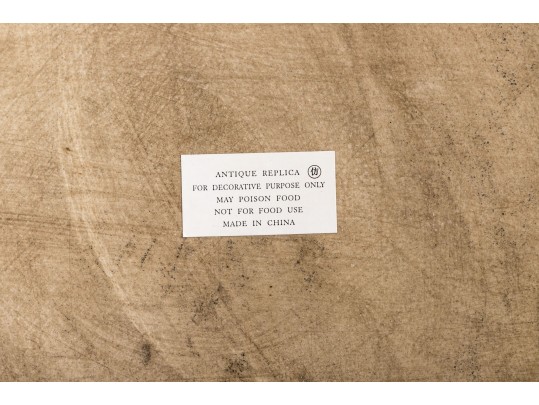 ANTIQUE REPLICA 仿
FOR DECORATIVE PURPOSE ONLY
MAY POISON FOOD
NOT FOR FOOD USE
MADE IN CHINA